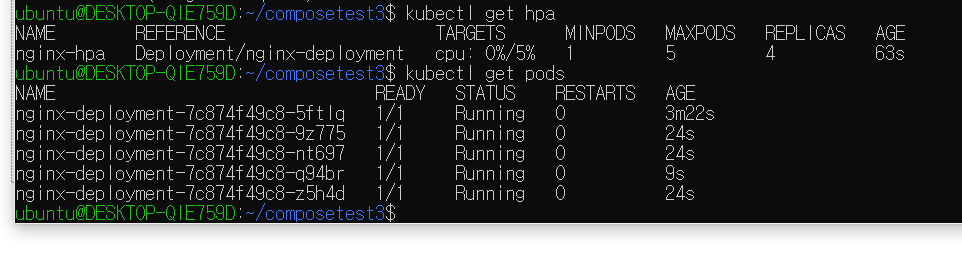 ubuntu@DESKTOP-QIE759D:~/composetest3$ kubectl get hpa
NAME REFERENCE TARGETS MINPODS MAXPODS REPLICAS AGE
nginx-hpa Deployment/nginx-deployment cpu: 0%/5% 1 5 4 63s
ubuntu@DESKTOP-QIE759D:~/composetest3$ kubectl get pods
NAME READY STATUS RESTARTS AGE
nginx-deployment-7c874f49c8-5ftlq 1/1 Running 0 3m22s
nginx-deployment-7c874f49c8-9z775 1/1 Running 0 24s
nginx-deployment-7c874f49c8-nt697 1/1 Running 0 24s
nginx-deployment-7c874f49c8-q94br 1/1 Running 0 9s
nginx-deployment-7c874f49c8-z5h4d 1/1 Running 0 24s
ubuntu@DESKTOP-QIE759D:~/composetest3$